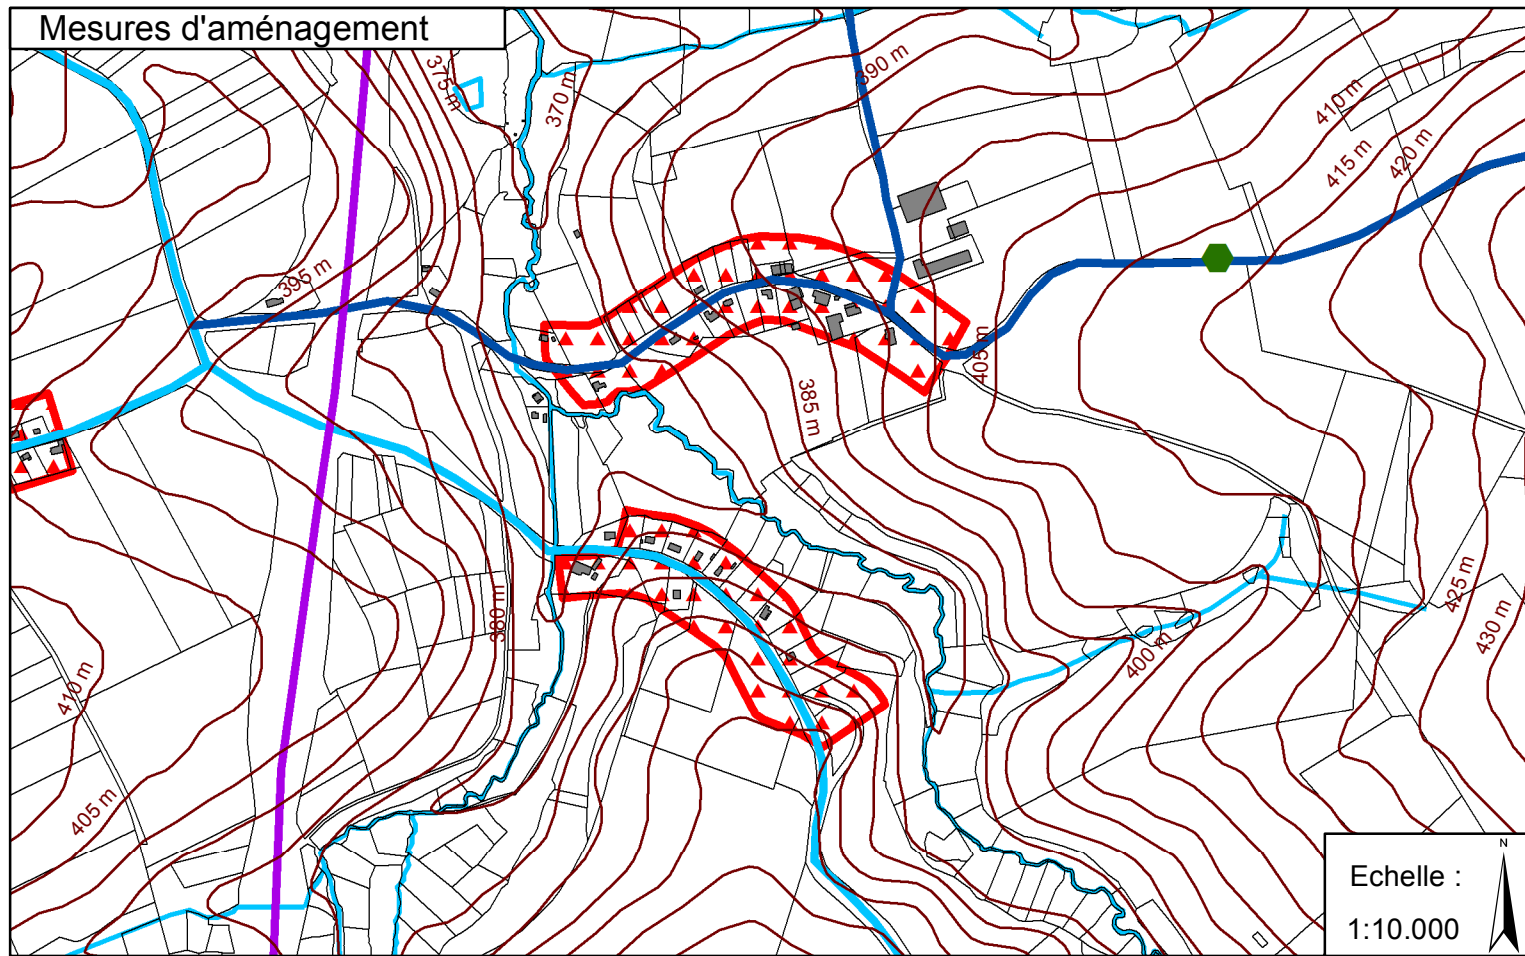 Mesures d'aménagement
375 m
370 m
390 m
410 m
415 m
420 m
395 m
405 m
385 m
380 m
400 m
425 m
430 m
410 m
405 m
N
Echelle :
1:10.000